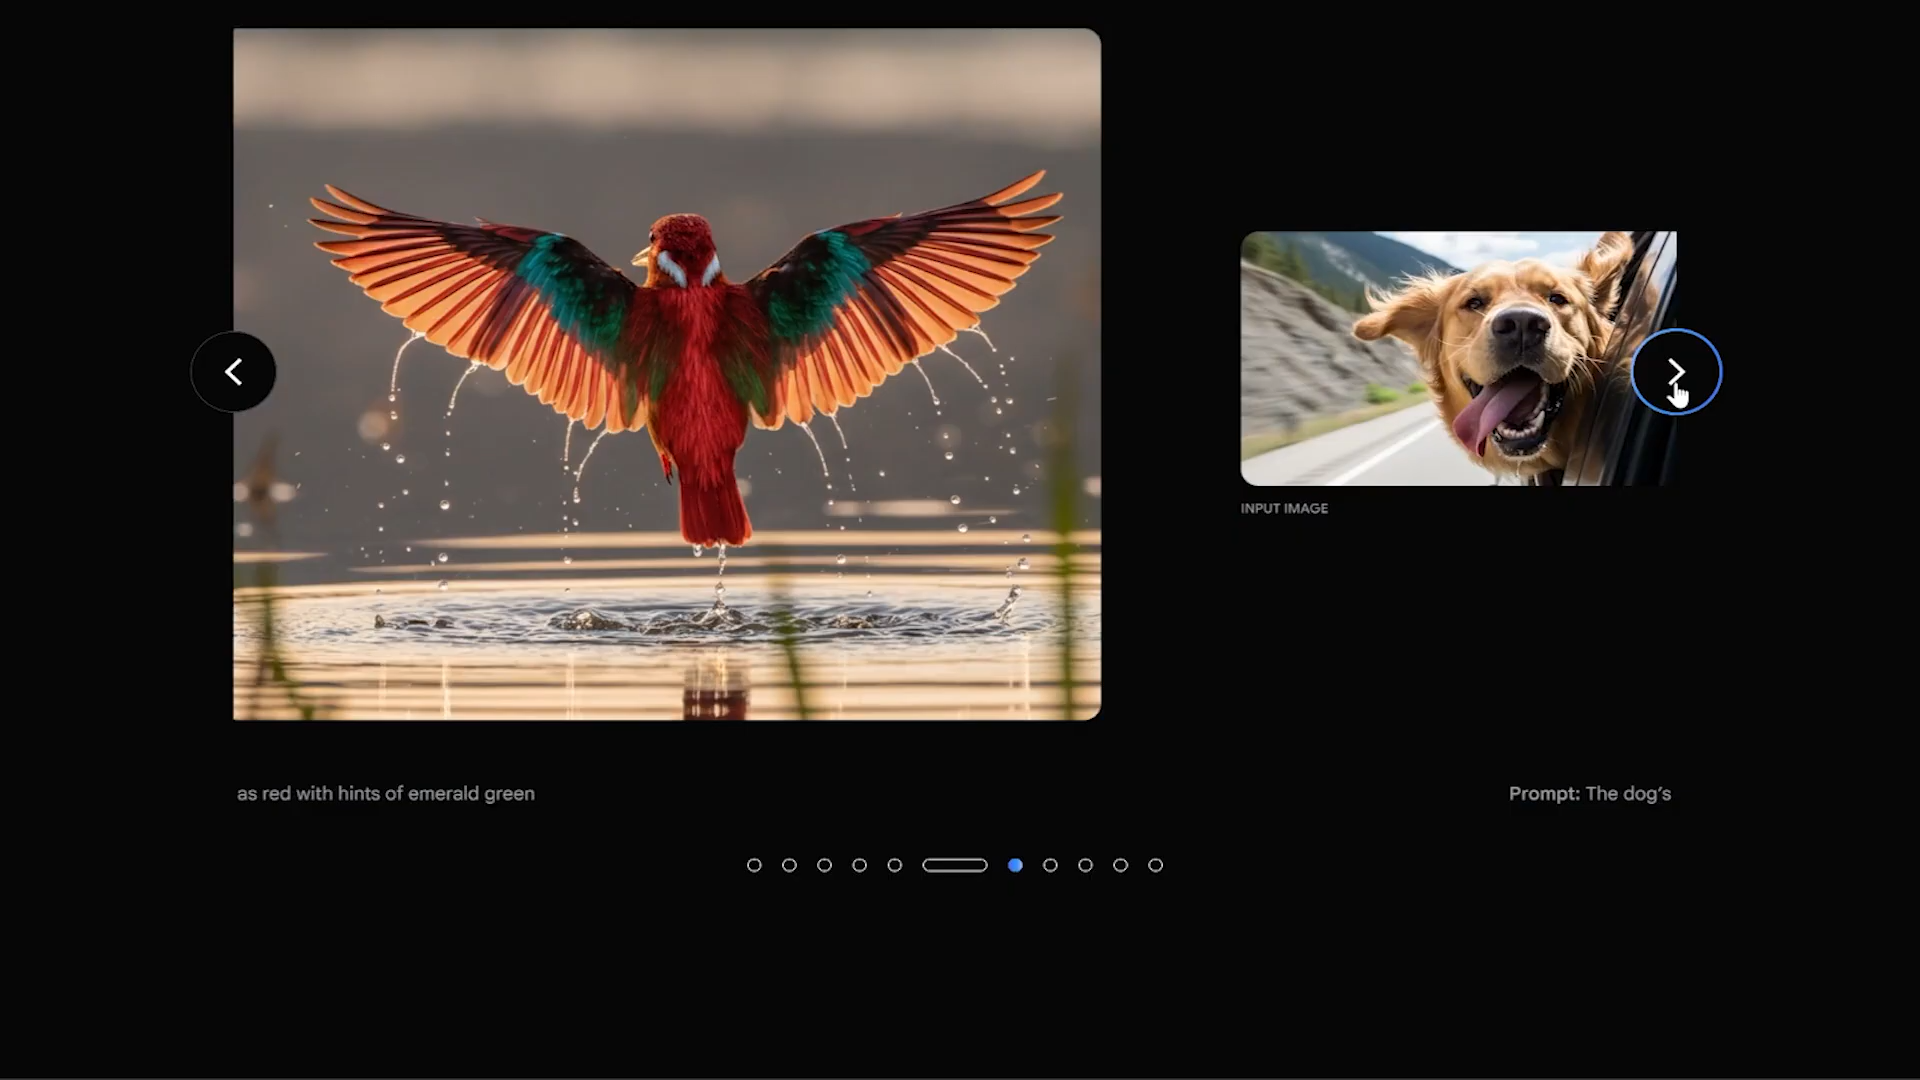 INPUT IMAGE
as red with hints of emerald green
Prompt: The dog’s